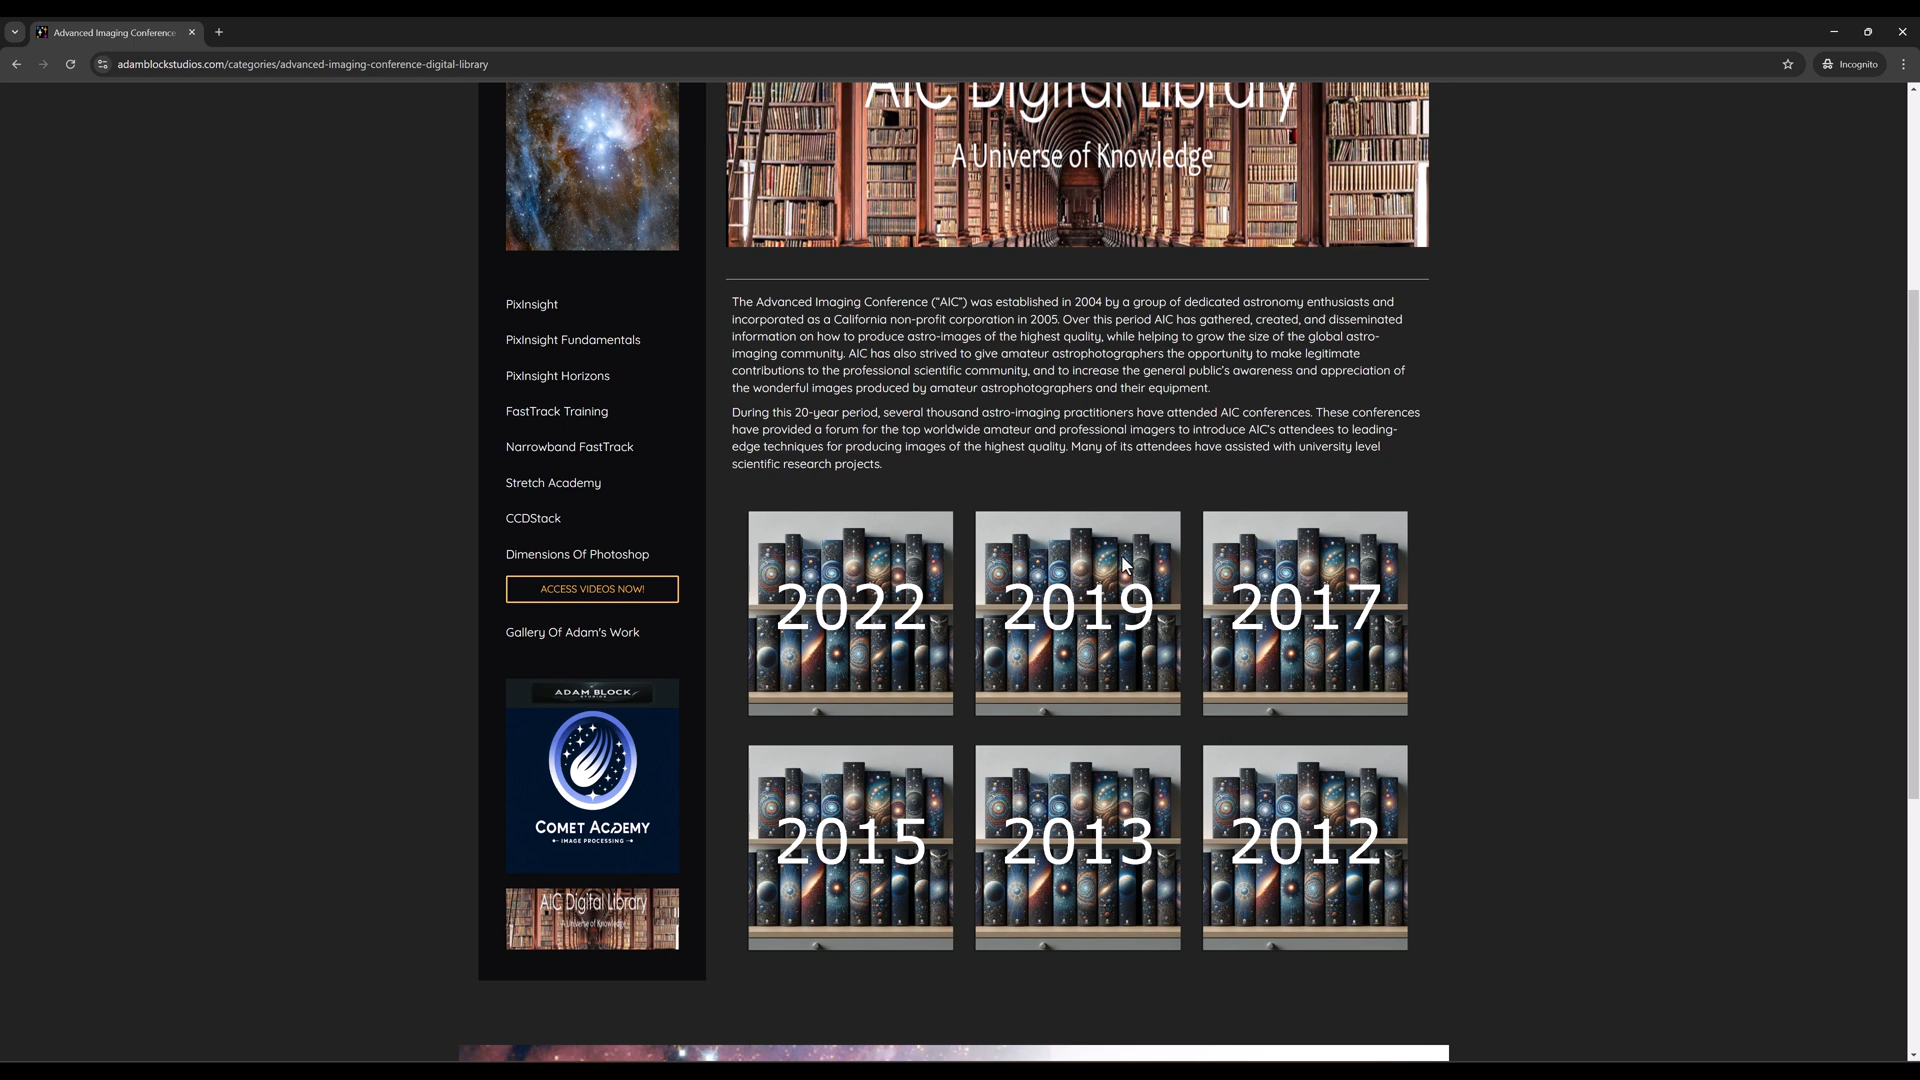 Advanced Imaging Conference
adamblockstudios.com/categories/advanced-imaging-conference-digital-library
Incognito
AIC Digital Library
A Universe of Knowledge
PixInsight
PixInsight Fundamentals
PixInsight Horizons
FastTrack Training
Narrowband FastTrack
Stretch Academy
CCDStack
Dimensions Of Photoshop
ACCESS VIDEOS NOW!
Gallery Of Adam's Work
ADAM BLOCK
STUDIOS
COMET ACADEMY
IMAGE PROCESSING
AIC Digital Library
A Universe of Knowledge
The Advanced Imaging Conference ("AIC") was established in 2004 by a group of dedicated astronomy enthusiasts and
incorporated as a California non-profit corporation in 2005. Over this period AIC has gathered, created, and disseminated
information on how to produce astro-images of the highest quality, while helping to grow the size of the global astro-
imaging community. AIC has also strived to give amateur astrophotographers the opportunity to make legitimate
contributions to the professional scientific community, and to increase the general public's awareness and appreciation of
the wonderful images produced by amateur astrophotographers and their equipment.
During this 20-year period, several thousand astro-imaging practitioners have attended AIC conferences. These conferences
have provided a forum for the top worldwide amateur and professional imagers to introduce AIC's attendees to leading-
edge techniques for producing images of the highest quality. Many of its attendees have assisted with university level
scientific research projects.
2022
2019
2017
2015
2013
2012